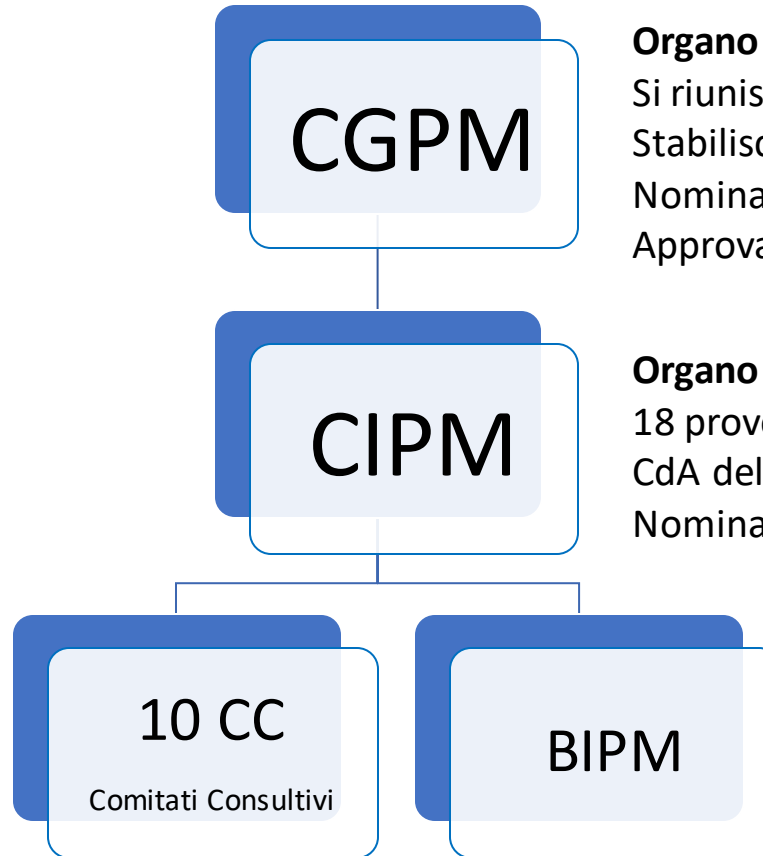 CGPM
Organo
Si riunis
Stabilisc
Nomina
Approva
CIPM
Organo
18 prove
CdA del
Nomina
10 CC
Comitati Consultivi
BIPM